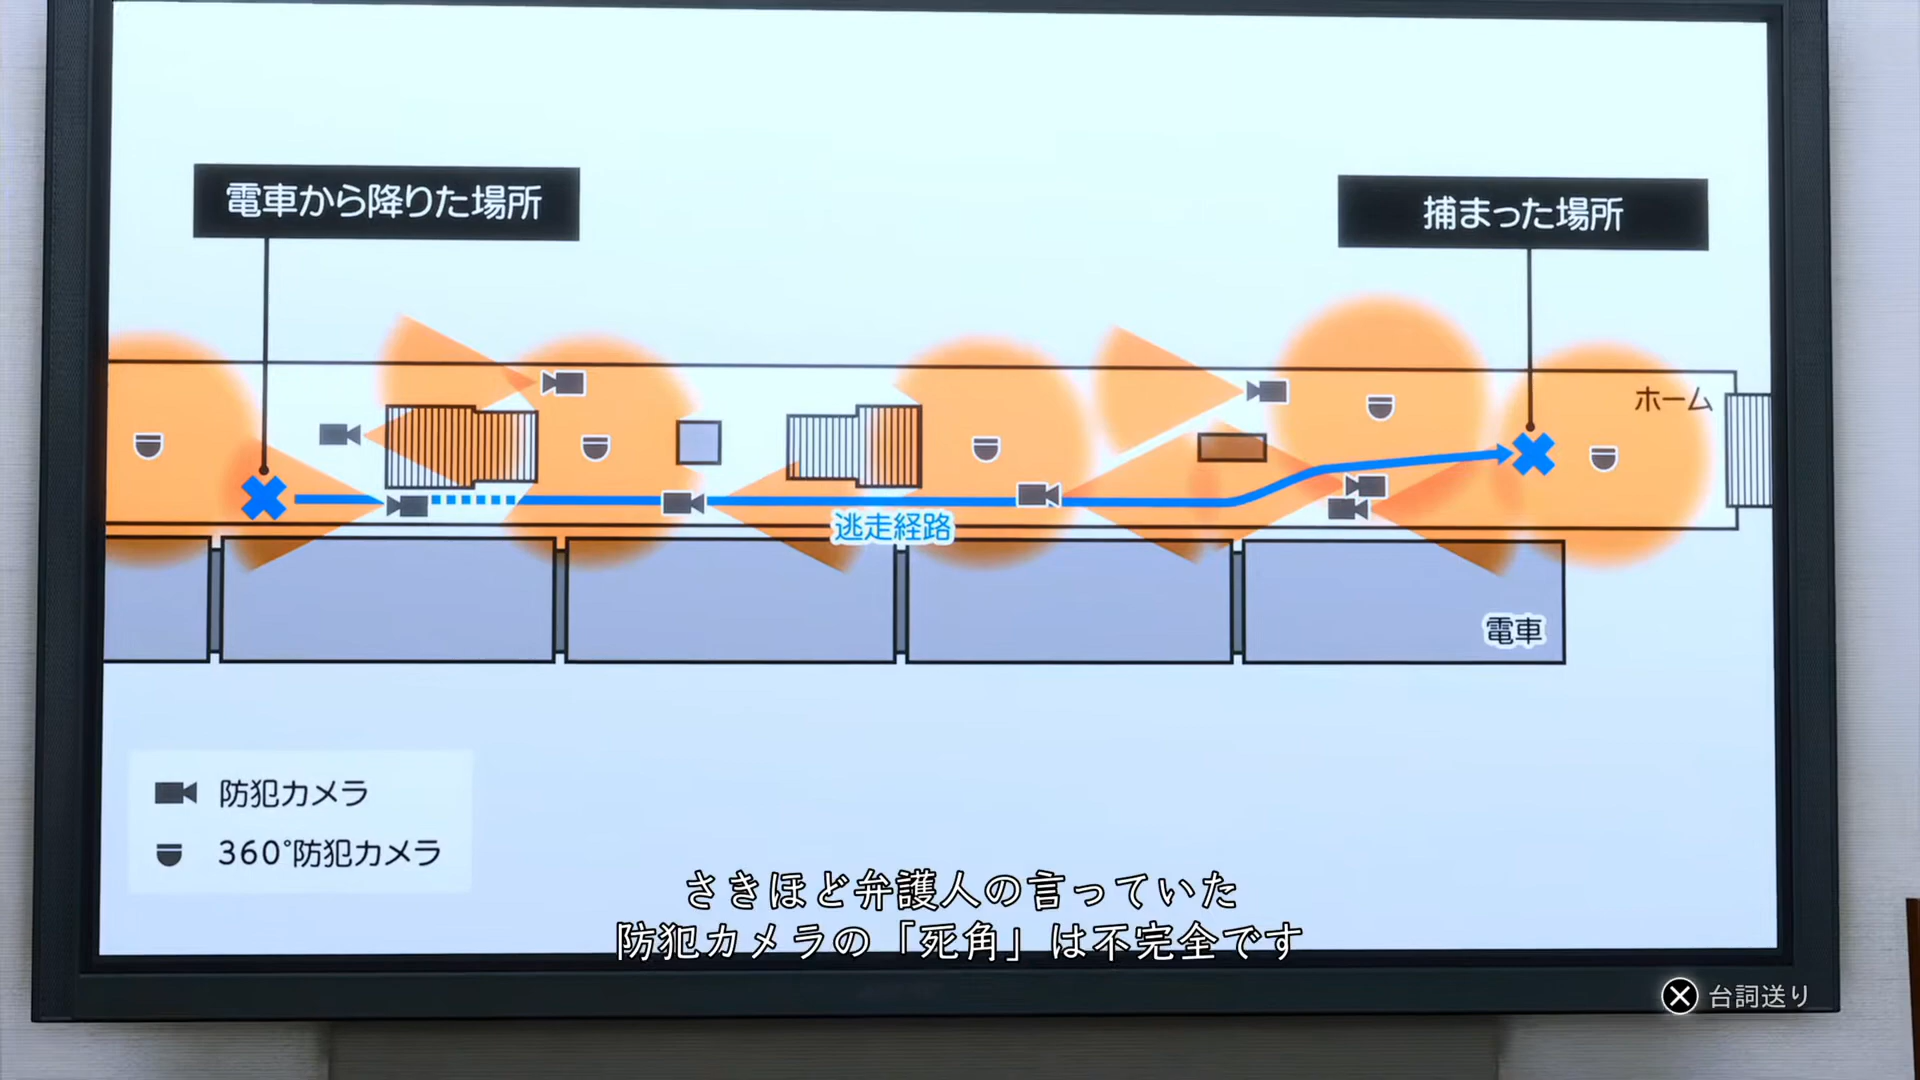 電車から降りた場所
捕まった場所
ホーム
逃走経路
電車
防犯カメラ
360°防犯カメラ
さきほど弁護人の言っていた
防犯カメラの「死角」は不完全です
台詞送り